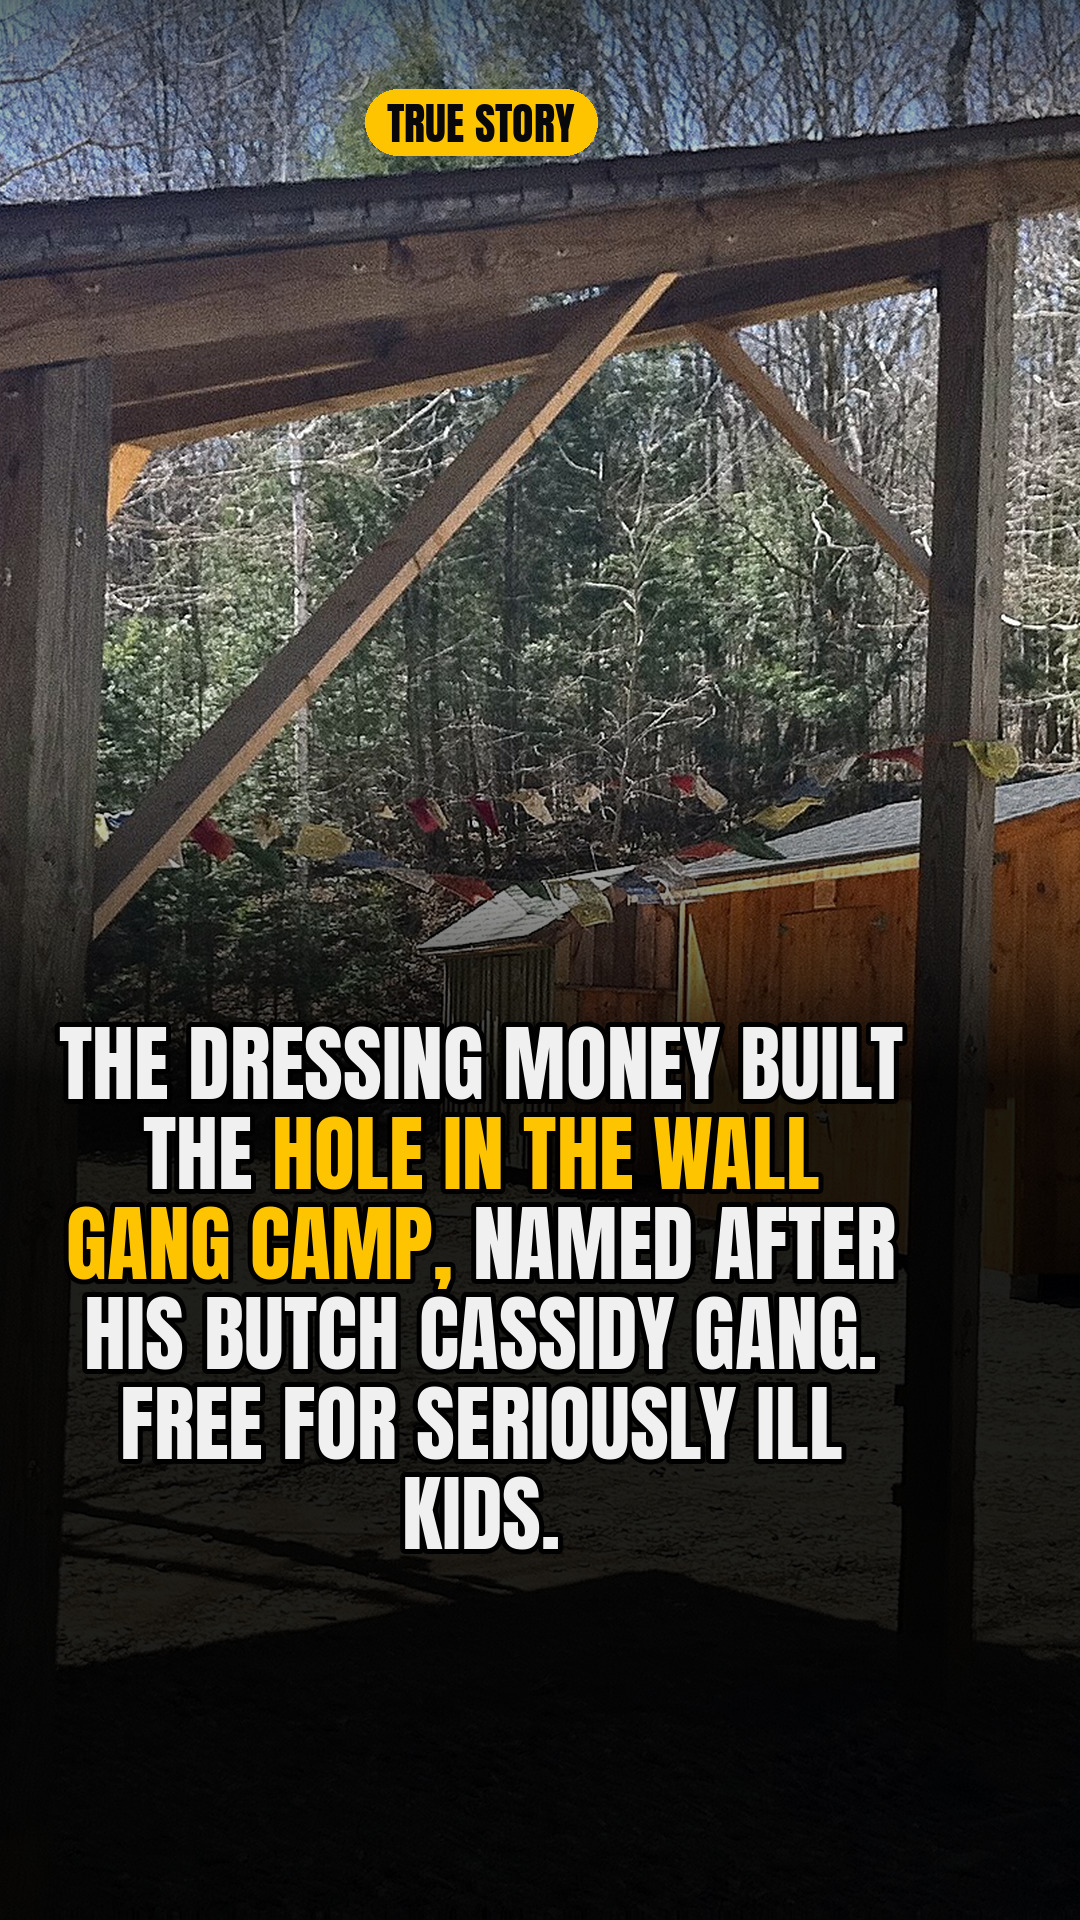 TRUE STORY
THE DRESSING MONEY BUILT
THE HOLE IN THE WALL
GANG CAMP, NAMED AFTER
HIS BUTCH CASSIDY GANG.
FREE FOR SERIOUSLY ILL
KIDS.